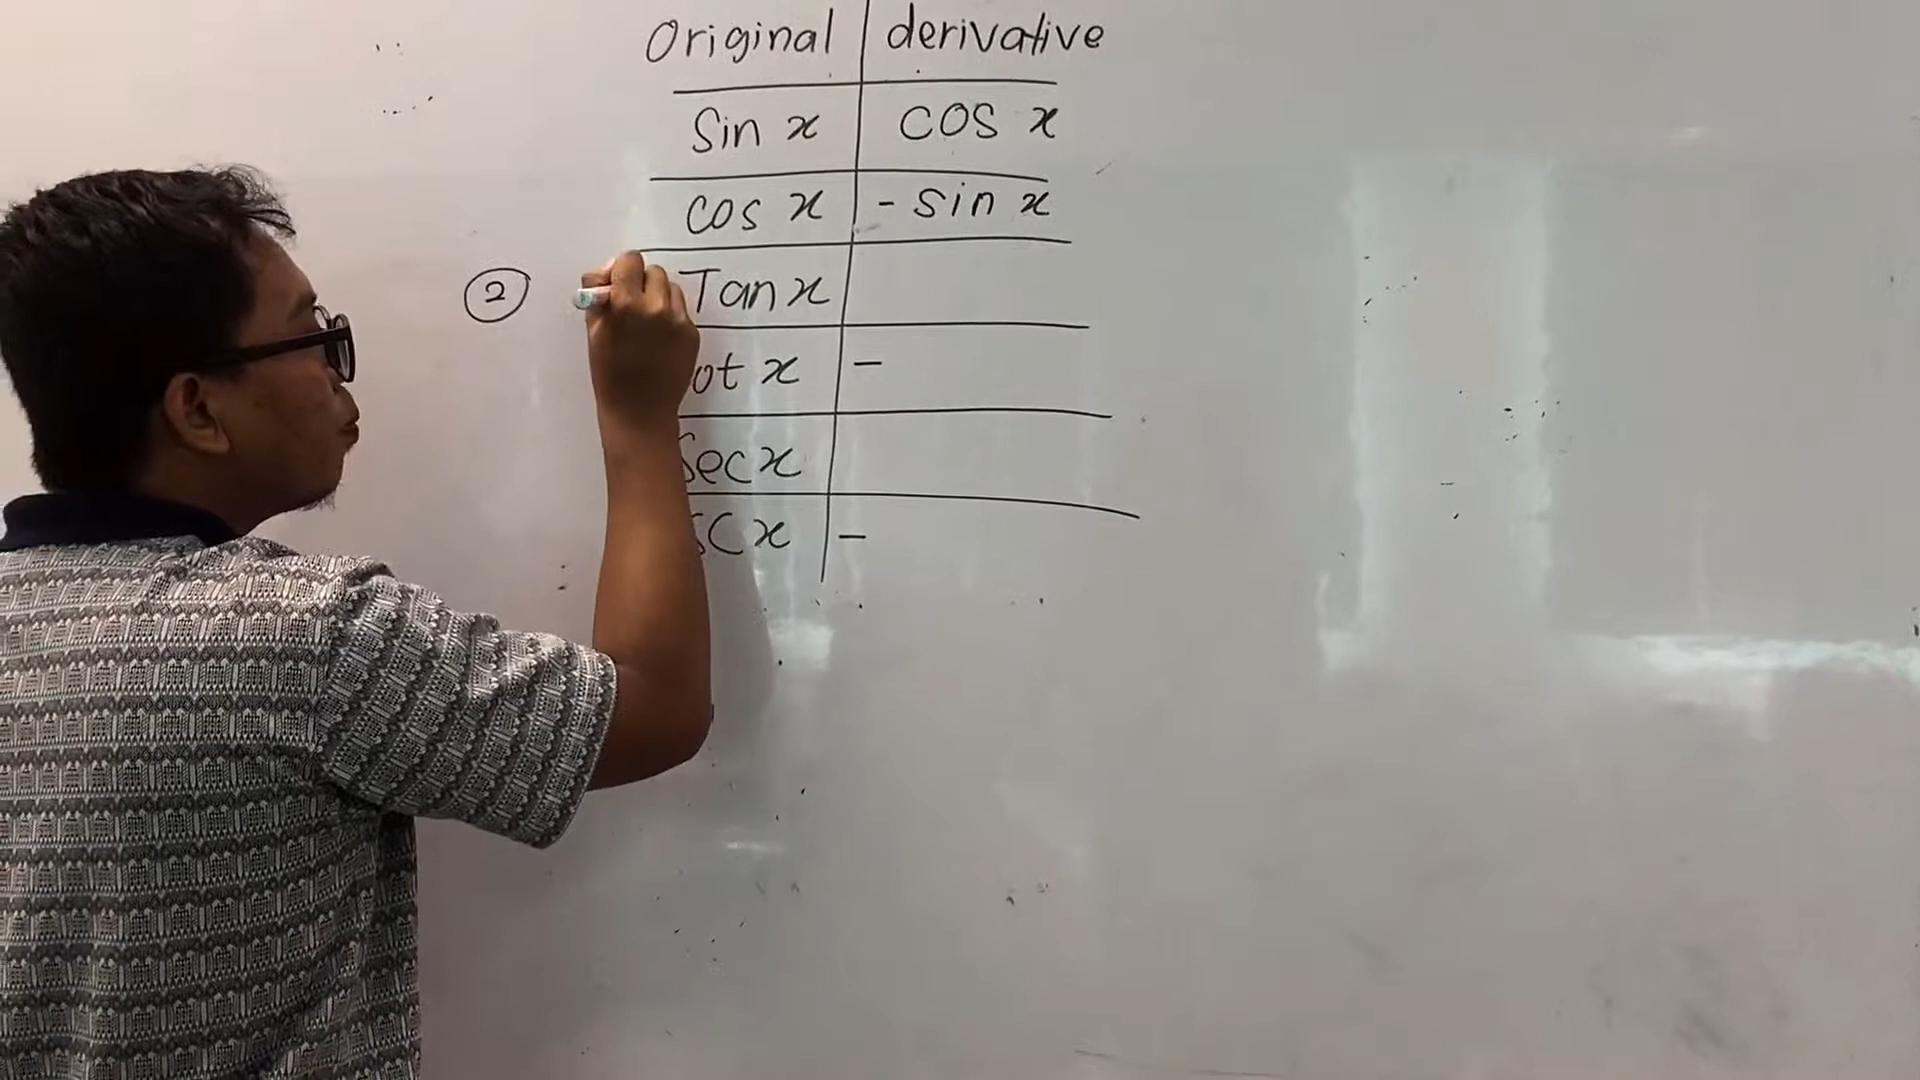 Original derivative
Sin x cos x
cos x - sin x
2 Tan x
ot x -
Sec x
sc x -